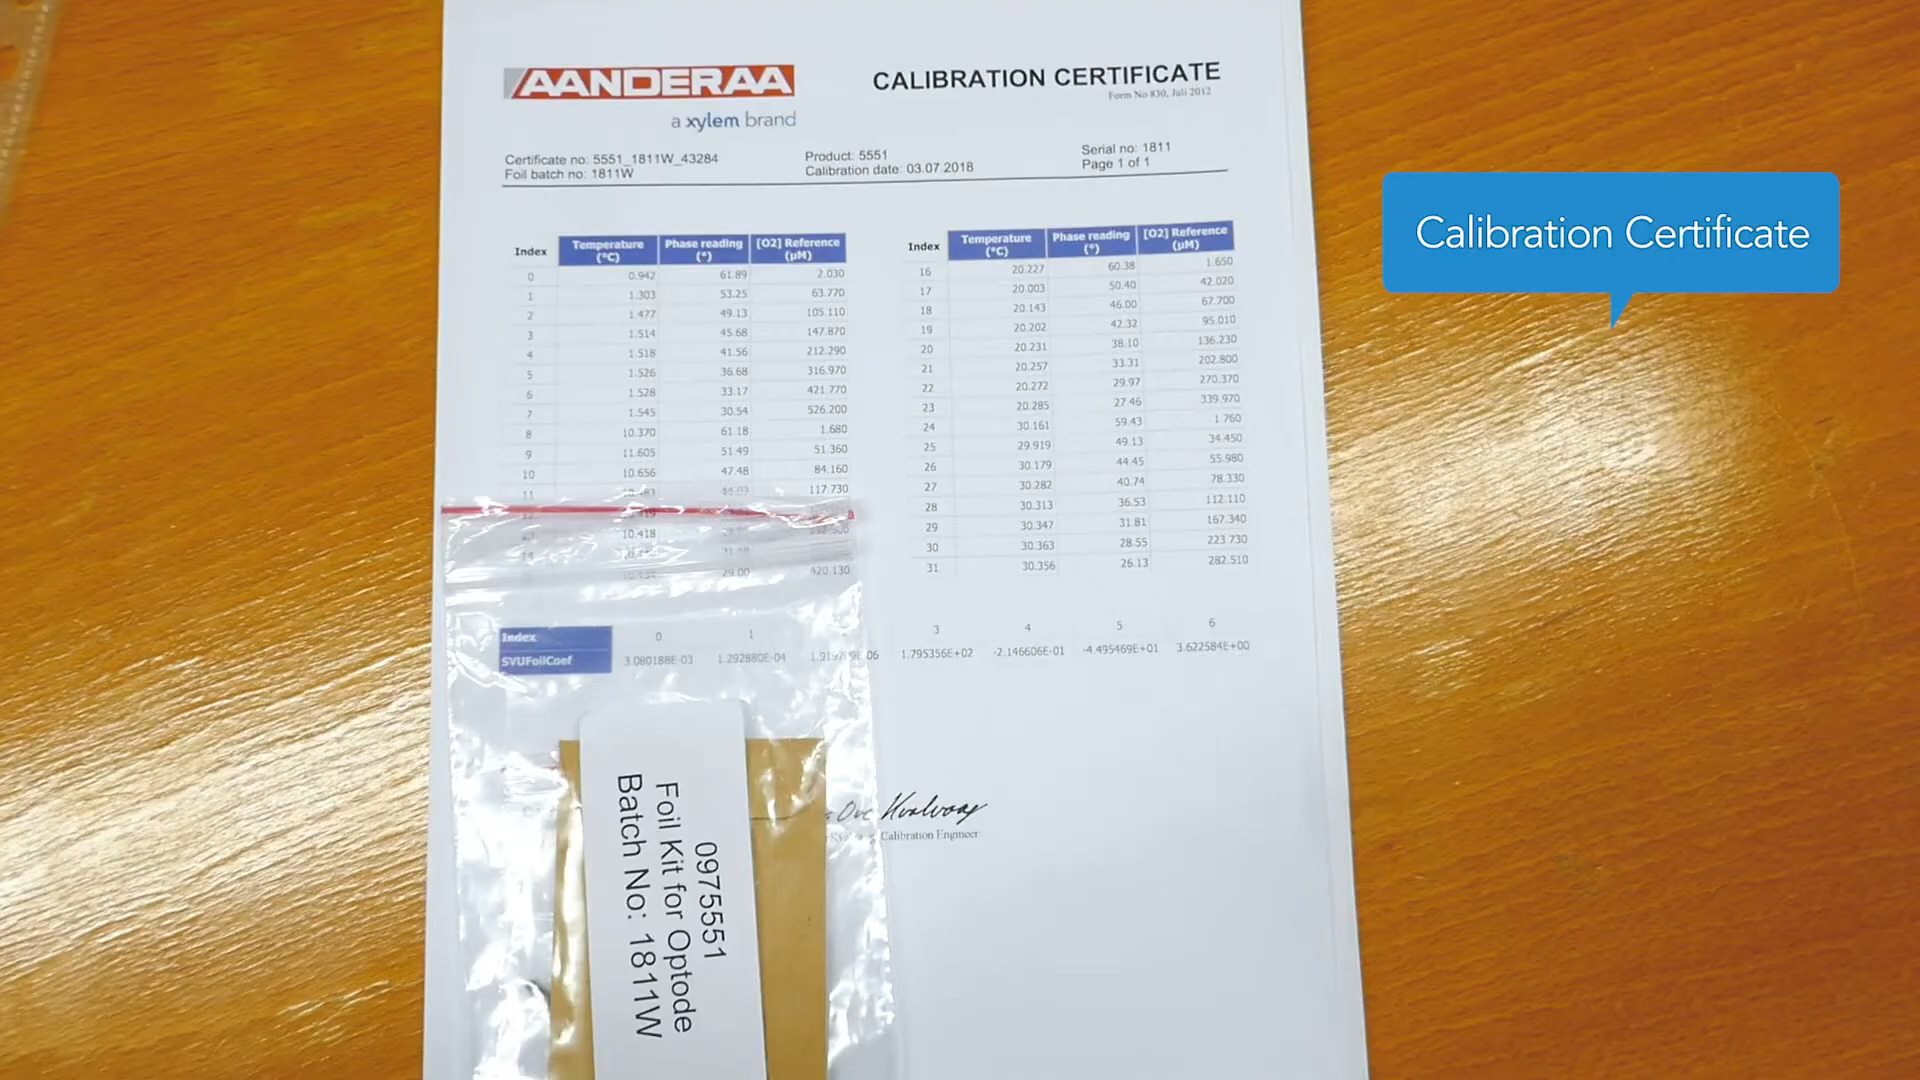 AANDERAA
a xylem brand
CALIBRATION CERTIFICATE
Form No 830, Juli 2012
Certificate no: 5551_1811W_43284
Foil batch no: 1811W
Product: 5551
Calibration date: 03.07.2018
Serial no: 1811
Page 1 of 1
Calibration Certificate
Index Temperature (°C) Phase reading (°) [O2] Reference (µM)
0 0.942 61.89 2.030
1 1.303 53.25 63.770
2 1.477 49.13 105.110
3 1.514 45.68 147.870
4 1.518 41.56 212.290
5 1.526 36.68 316.970
6 1.528 33.17 421.770
7 1.545 30.54 526.200
8 10.370 61.18 1.680
9 11.605 51.49 51.360
10 10.656 47.48 84.160
11 117.730
10.418
29.00 420.130
Index Temperature (°C) Phase reading (°) [O2] Reference (µM)
16 20.227 60.38 1.650
17 20.003 50.40 42.020
18 20.143 46.00 67.700
19 20.202 42.32 95.010
20 20.231 38.10 136.230
21 20.257 33.31 202.800
22 20.272 29.97 270.370
23 20.285 27.46 339.970
24 30.161 59.43 1.760
25 29.919 49.13 34.450
26 30.179 44.45 55.980
27 30.282 40.74 78.330
28 30.313 36.53 112.110
29 30.347 31.81 167.340
30 30.363 28.55 223.730
31 30.356 26.13 282.510
Index 0 1 3 4 5 6
SVUFoilCoef 3.080188E-03 1.292880E-04 1.795356E+02 -2.146606E-01 -4.495469E+01 3.622584E+00
Calibration Engineer
0975551
Foil Kit for Optode
Batch No: 1811W